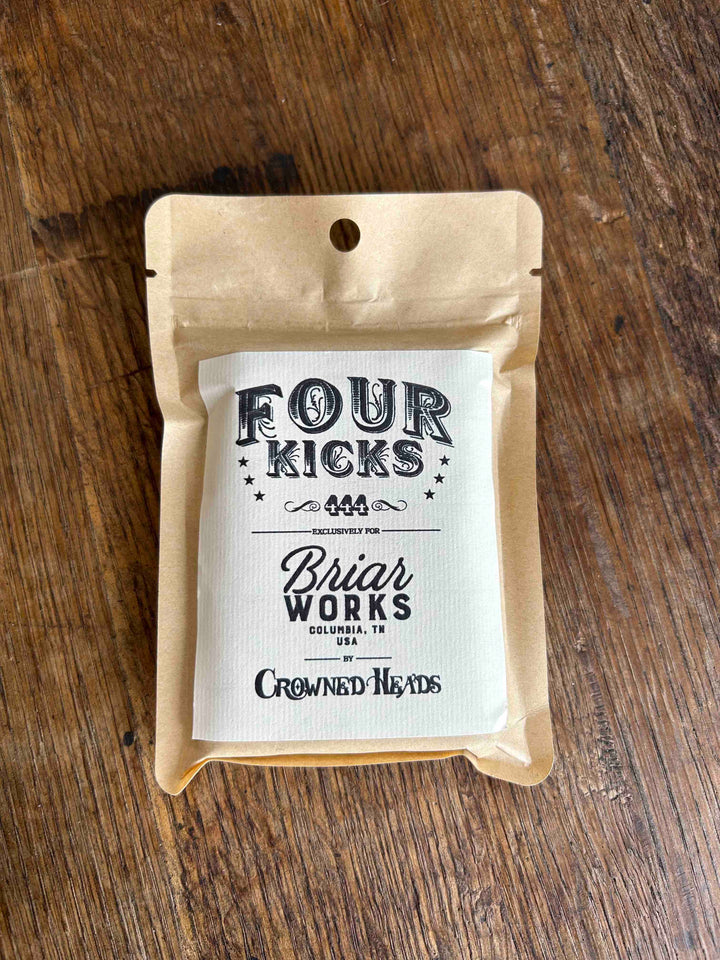 FOUR
KICKS
444
EXCLUSIVELY FOR
Briar
WORKS
COLUMBIA, TN
USA
BY
CROWNED HEADS